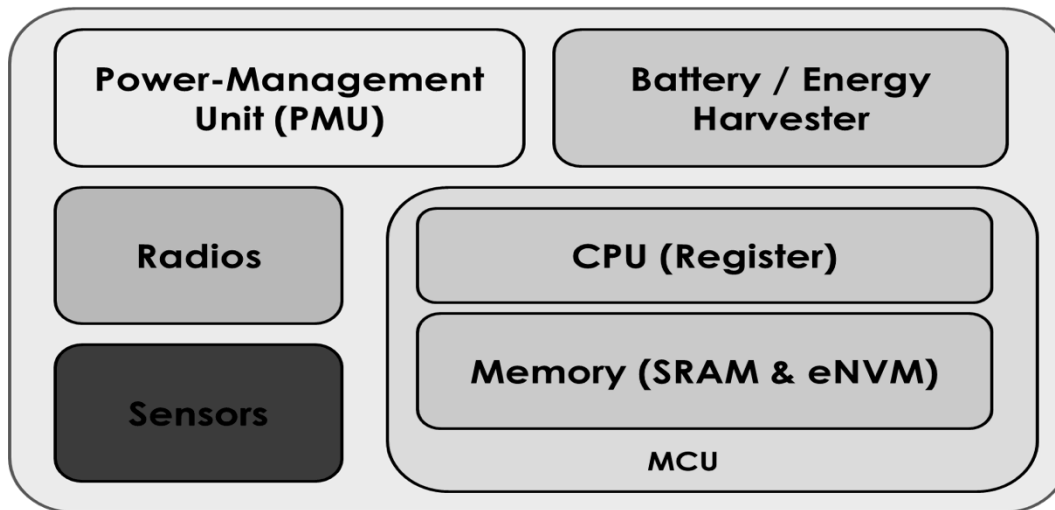 Power-Management
Unit (PMU)
Battery / Energy
Harvester
Radios
CPU (Register)
Memory (SRAM & eNVM)
Sensors
MCU